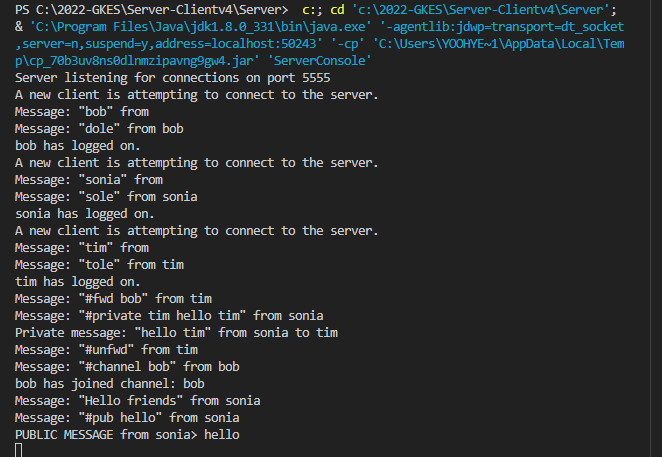 PS C:\2022-GKES\Server-Clientv4\Server>  c:; cd 'c:\2022-GKES\Server-Clientv4\Server';
& 'C:\Program Files\Java\jdk1.8.0_331\bin\java.exe' '-agentlib:jdwp=transport=dt_socket
,server=n,suspend=y,address=localhost:50243' '-cp' 'C:\Users\YOOHYE~1\AppData\Local\Tem
p\cp_70b3uv8ns0dlnmzipavng9gw4.jar' 'ServerConsole'
Server listening for connections on port 5555
A new client is attempting to connect to the server.
Message: "bob" from
Message: "dole" from bob
bob has logged on.
A new client is attempting to connect to the server.
Message: "sonia" from
Message: "sole" from sonia
sonia has logged on.
A new client is attempting to connect to the server.
Message: "tim" from
Message: "tole" from tim
tim has logged on.
Message: "#fwd bob" from tim
Message: "#private tim hello tim" from sonia
Private message: "hello tim" from sonia to tim
Message: "#unfwd" from tim
Message: "#channel bob" from bob
bob has joined channel: bob
Message: "Hello friends" from sonia
Message: "#pub hello" from sonia
PUBLIC MESSAGE from sonia> hello